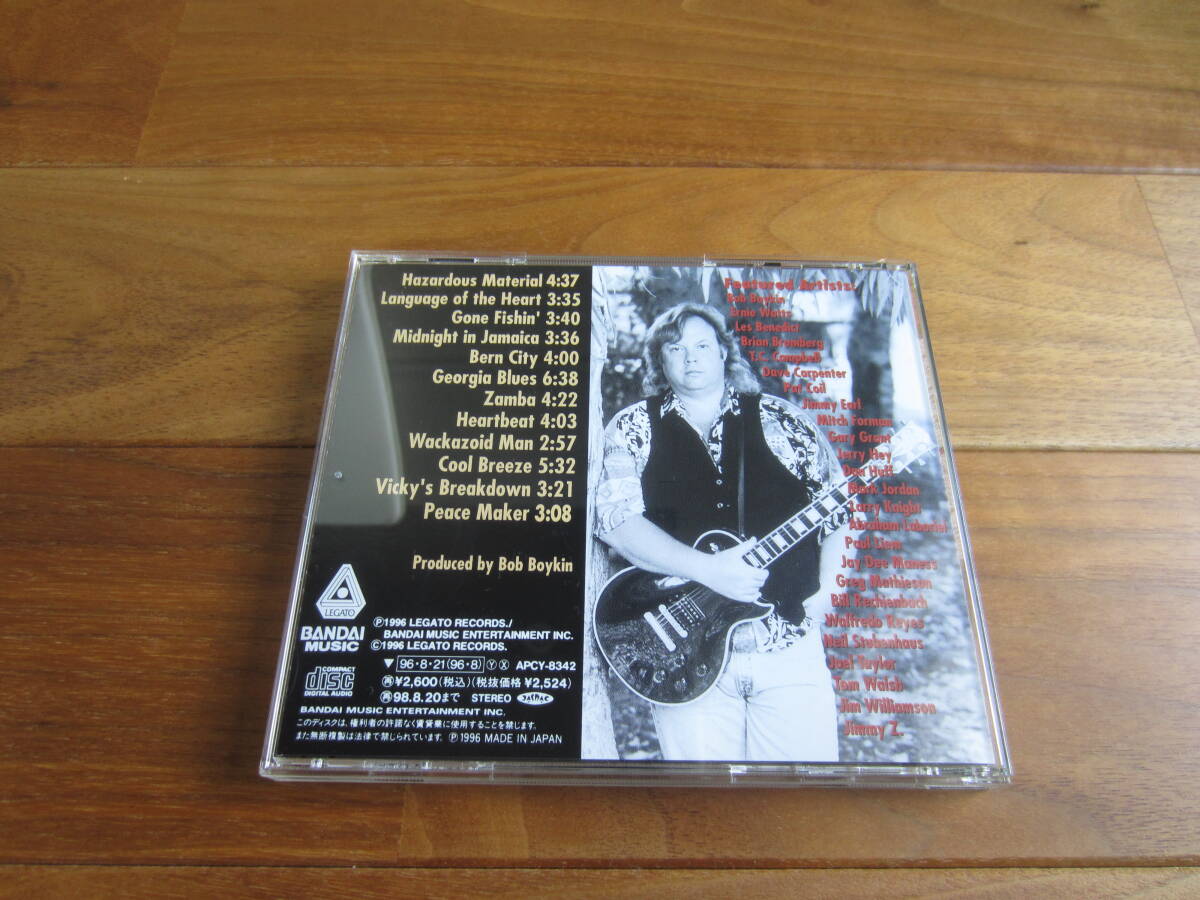 Hazardous Material 4:37
Language of the Heart 3:35
Gone Fishin' 3:40
Midnight in Jamaica 3:36
Bern City 4:00
Georgia Blues 6:38
Zamba 4:22
Heartbeat 4:03
Wackazoid Man 2:57
Cool Breeze 5:32
Vicky's Breakdown 3:21
Peace Maker 3:08
Produced by Bob Boykin
LEGATO
BANDAI
MUSIC
Ⓟ1996 LEGATO RECORDS./
BANDAI MUSIC ENTERTAINMENT INC.
Ⓒ1996 LEGATO RECORDS.
COMPACT
disc
DIGITAL AUDIO
▼ 96・8・21(96・8) Ⓨ Ⓧ APCY-8342
㋐¥2,600(税込)(税抜価格 ¥2,524)
98.8.20まで STEREO JASRAC
BANDAI MUSIC ENTERTAINMENT INC.
このディスクは、権利者の許諾なく賃貸業に使用することを禁じます。
また無断複製は法律で禁じられています。 Ⓟ1996 MADE IN JAPAN
Featured Artists:
Bob Boykin
Ernie Watts
Les Benedict
Brian Bromberg
T.C. Campbell
Dave Carpenter
Pat Coil
Jimmy Earl
Mitch Forman
Gary Grant
Jerry Hey
Dan Huff
Mark Jordan
Larry Knight
Abraham Laboriel
Paul Liem
Jay Dee Maness
Greg Mathieson
Bill Reichenbach
Walfredo Reyes
Neil Stubenhaus
Joel Taylor
Tom Walsh
Jim Williamson
Jimmy Z.